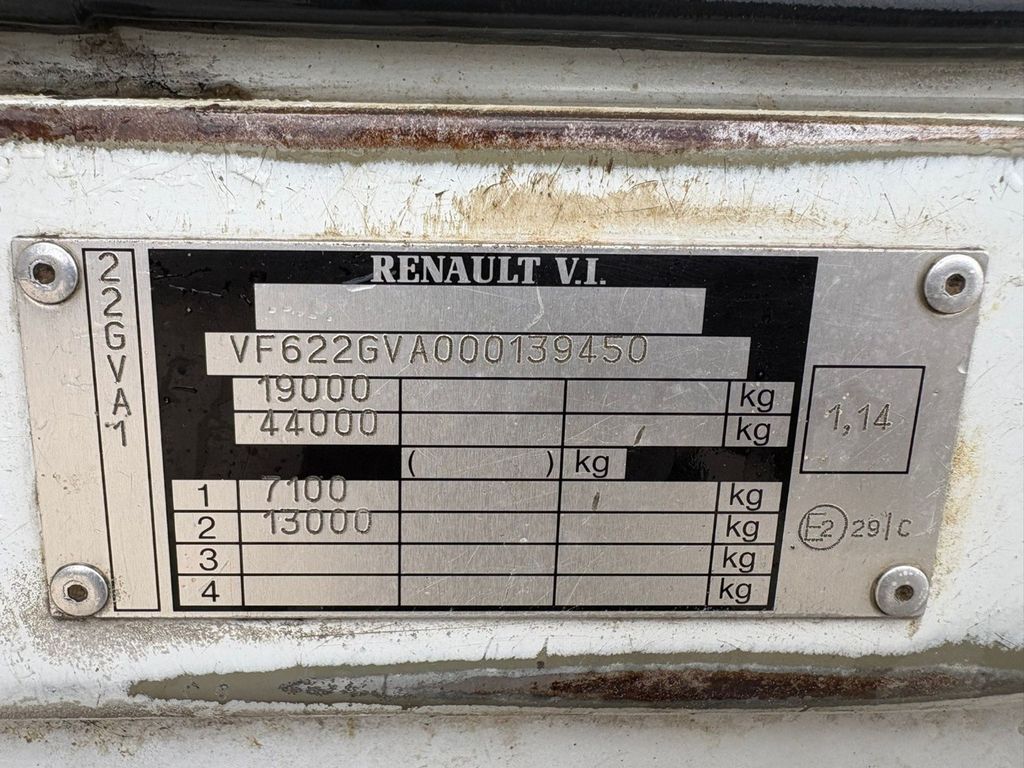 22GVA1
RENAULT V.I.
VF622GVA000139450
19000 kg
44000 kg
( ) kg
1 7100 kg
2 13000 kg
3 kg
4 kg
1,14
E2 29/C